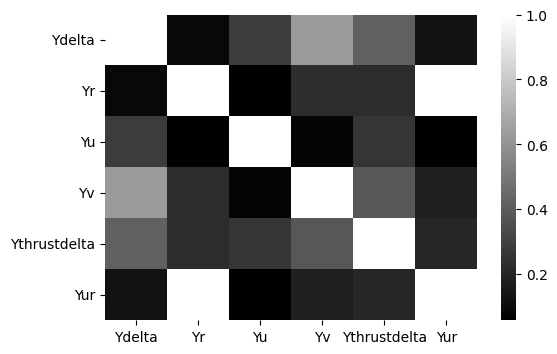 Ydelta
Yr
Yu
Yv
Ythrustdelta
Yur
Ydelta Yr Yu Yv Ythrustdelta Yur
1.0
0.8
0.6
0.4
0.2